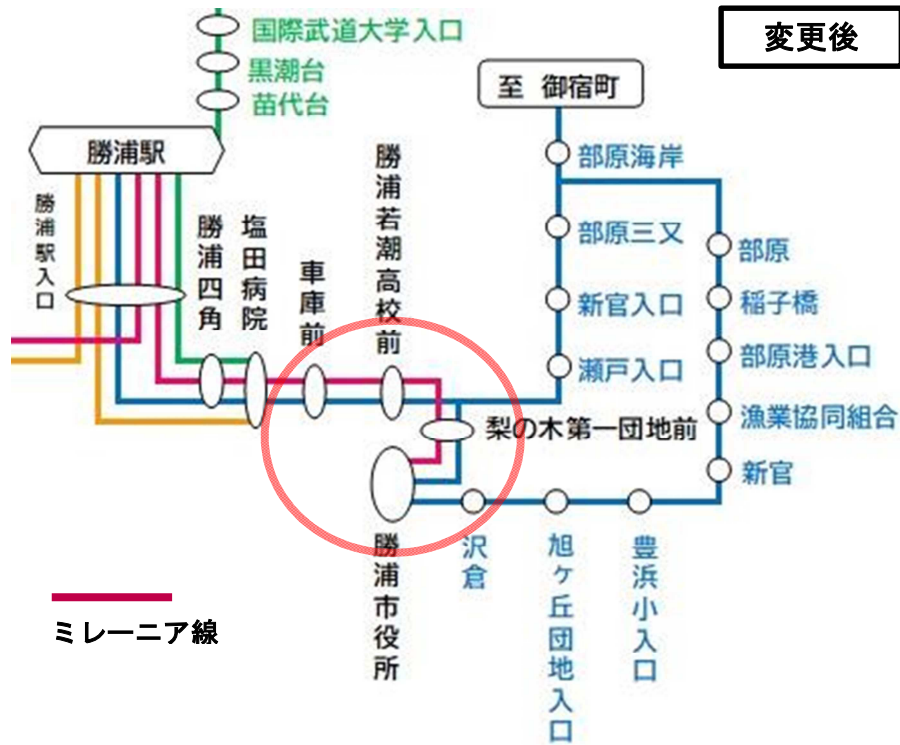 変更後
国際武道大学入口
黒潮台
苗代台
至 御宿町
勝浦駅
勝浦駅入口
勝浦四角
塩田病院
車庫前
勝浦若潮高校前
部原海岸
部原三又
新官入口
瀬戸入口
部原
稲子橋
部原港入口
漁業協同組合
新官
梨の木第一団地前
勝浦市役所
沢倉
旭ヶ丘団地入口
豊浜小入口
ミレーニア線